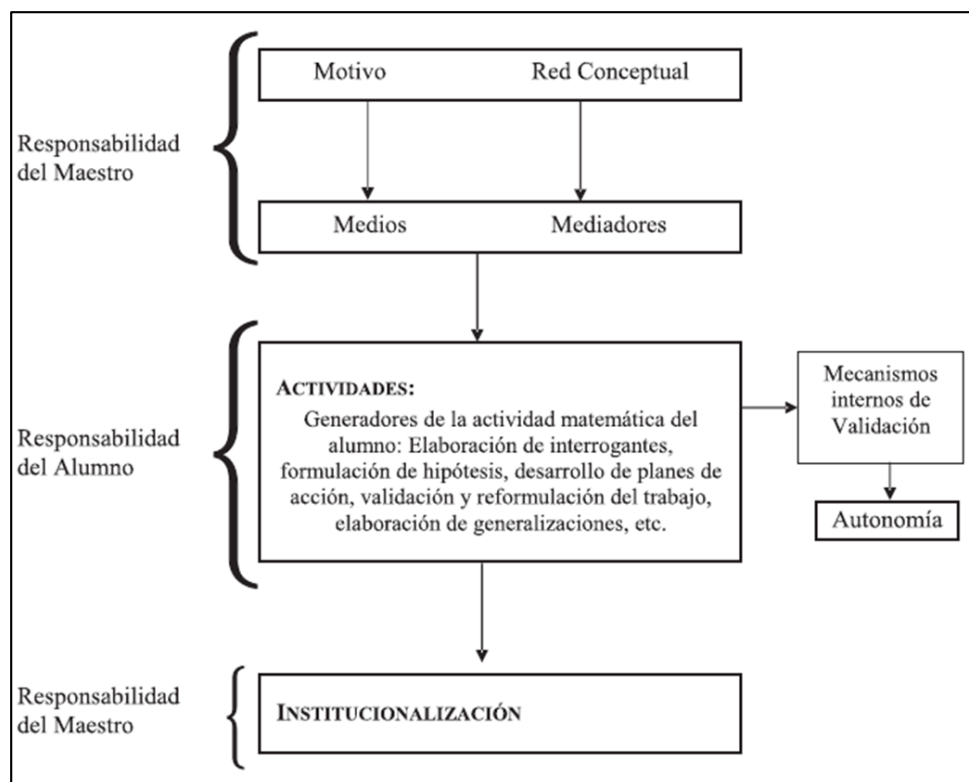 Motivo Red Conceptual
Responsabilidad
del Maestro
Medios Mediadores
ACTIVIDADES:
Generadores de la actividad matemática del
alumno: Elaboración de interrogantes,
formulación de hipótesis, desarrollo de planes de
acción, validación y reformulación del trabajo,
elaboración de generalizaciones, etc.
Responsabilidad
del Alumno
Mecanismos
internos de
Validación
Autonomía
Responsabilidad
del Maestro
INSTITUCIONALIZACIÓN